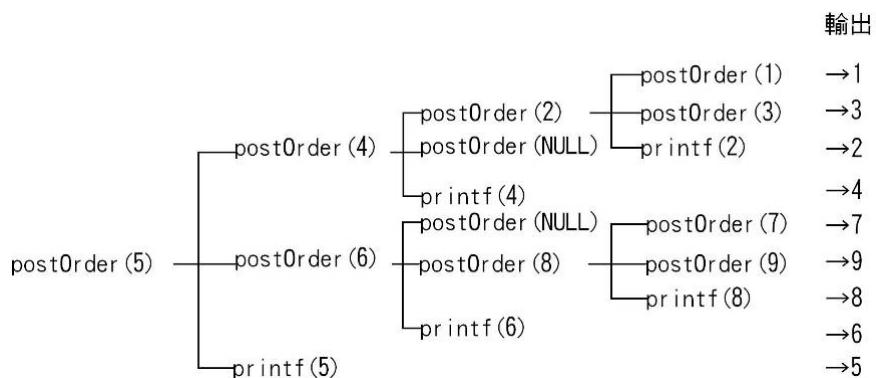 輸出
postOrder(1) →1
postOrder(2) postOrder(3) →3
postOrder(4) postOrder(NULL) printf(2) →2
printf(4) →4
postOrder(NULL) postOrder(7) →7
postOrder(5) postOrder(6) postOrder(8) postOrder(9) →9
printf(8) →8
printf(6) →6
printf(5) →5